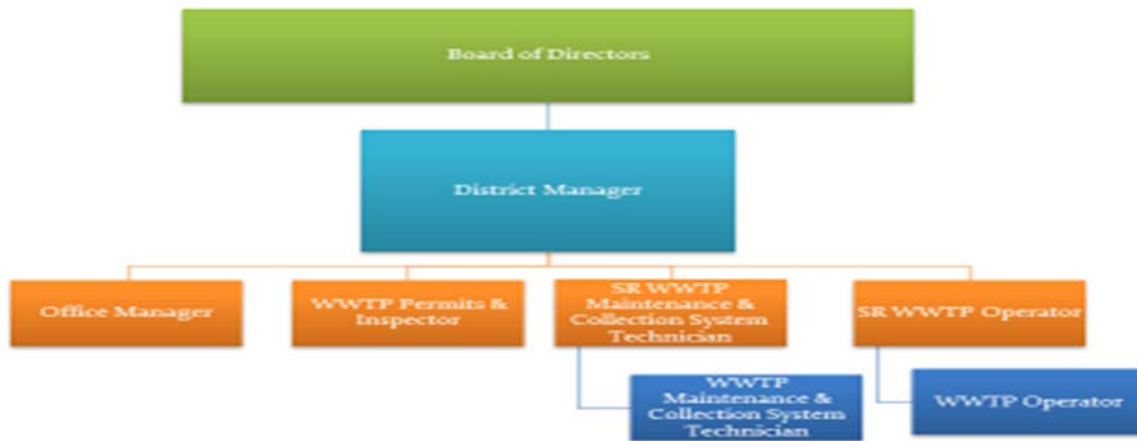 Board of Directors
District Manager
Office Manager
WWTP Permits &
Inspector
SR WWTP
Maintenance &
Collection System
Technician
SR WWTP Operator
WWTP
Maintenance &
Collection System
Technician
WWTP Operator